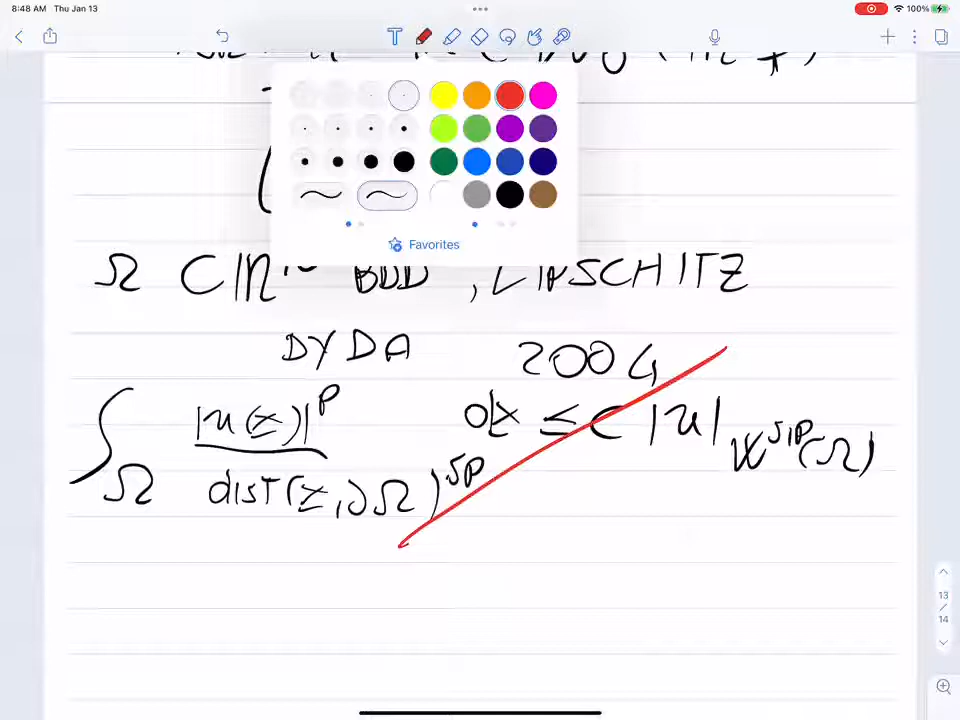 8:48 AM Thu Jan 13
100%
Favorites
Ω ⊂ ℝᴺ BDD, LIPSCHITZ
DYDA 2004
∫_Ω |u(x)|^p / dist(x,∂Ω)^{sp} dx ≤ C |u|_{W^{s,p}(Ω)}
13
/
14